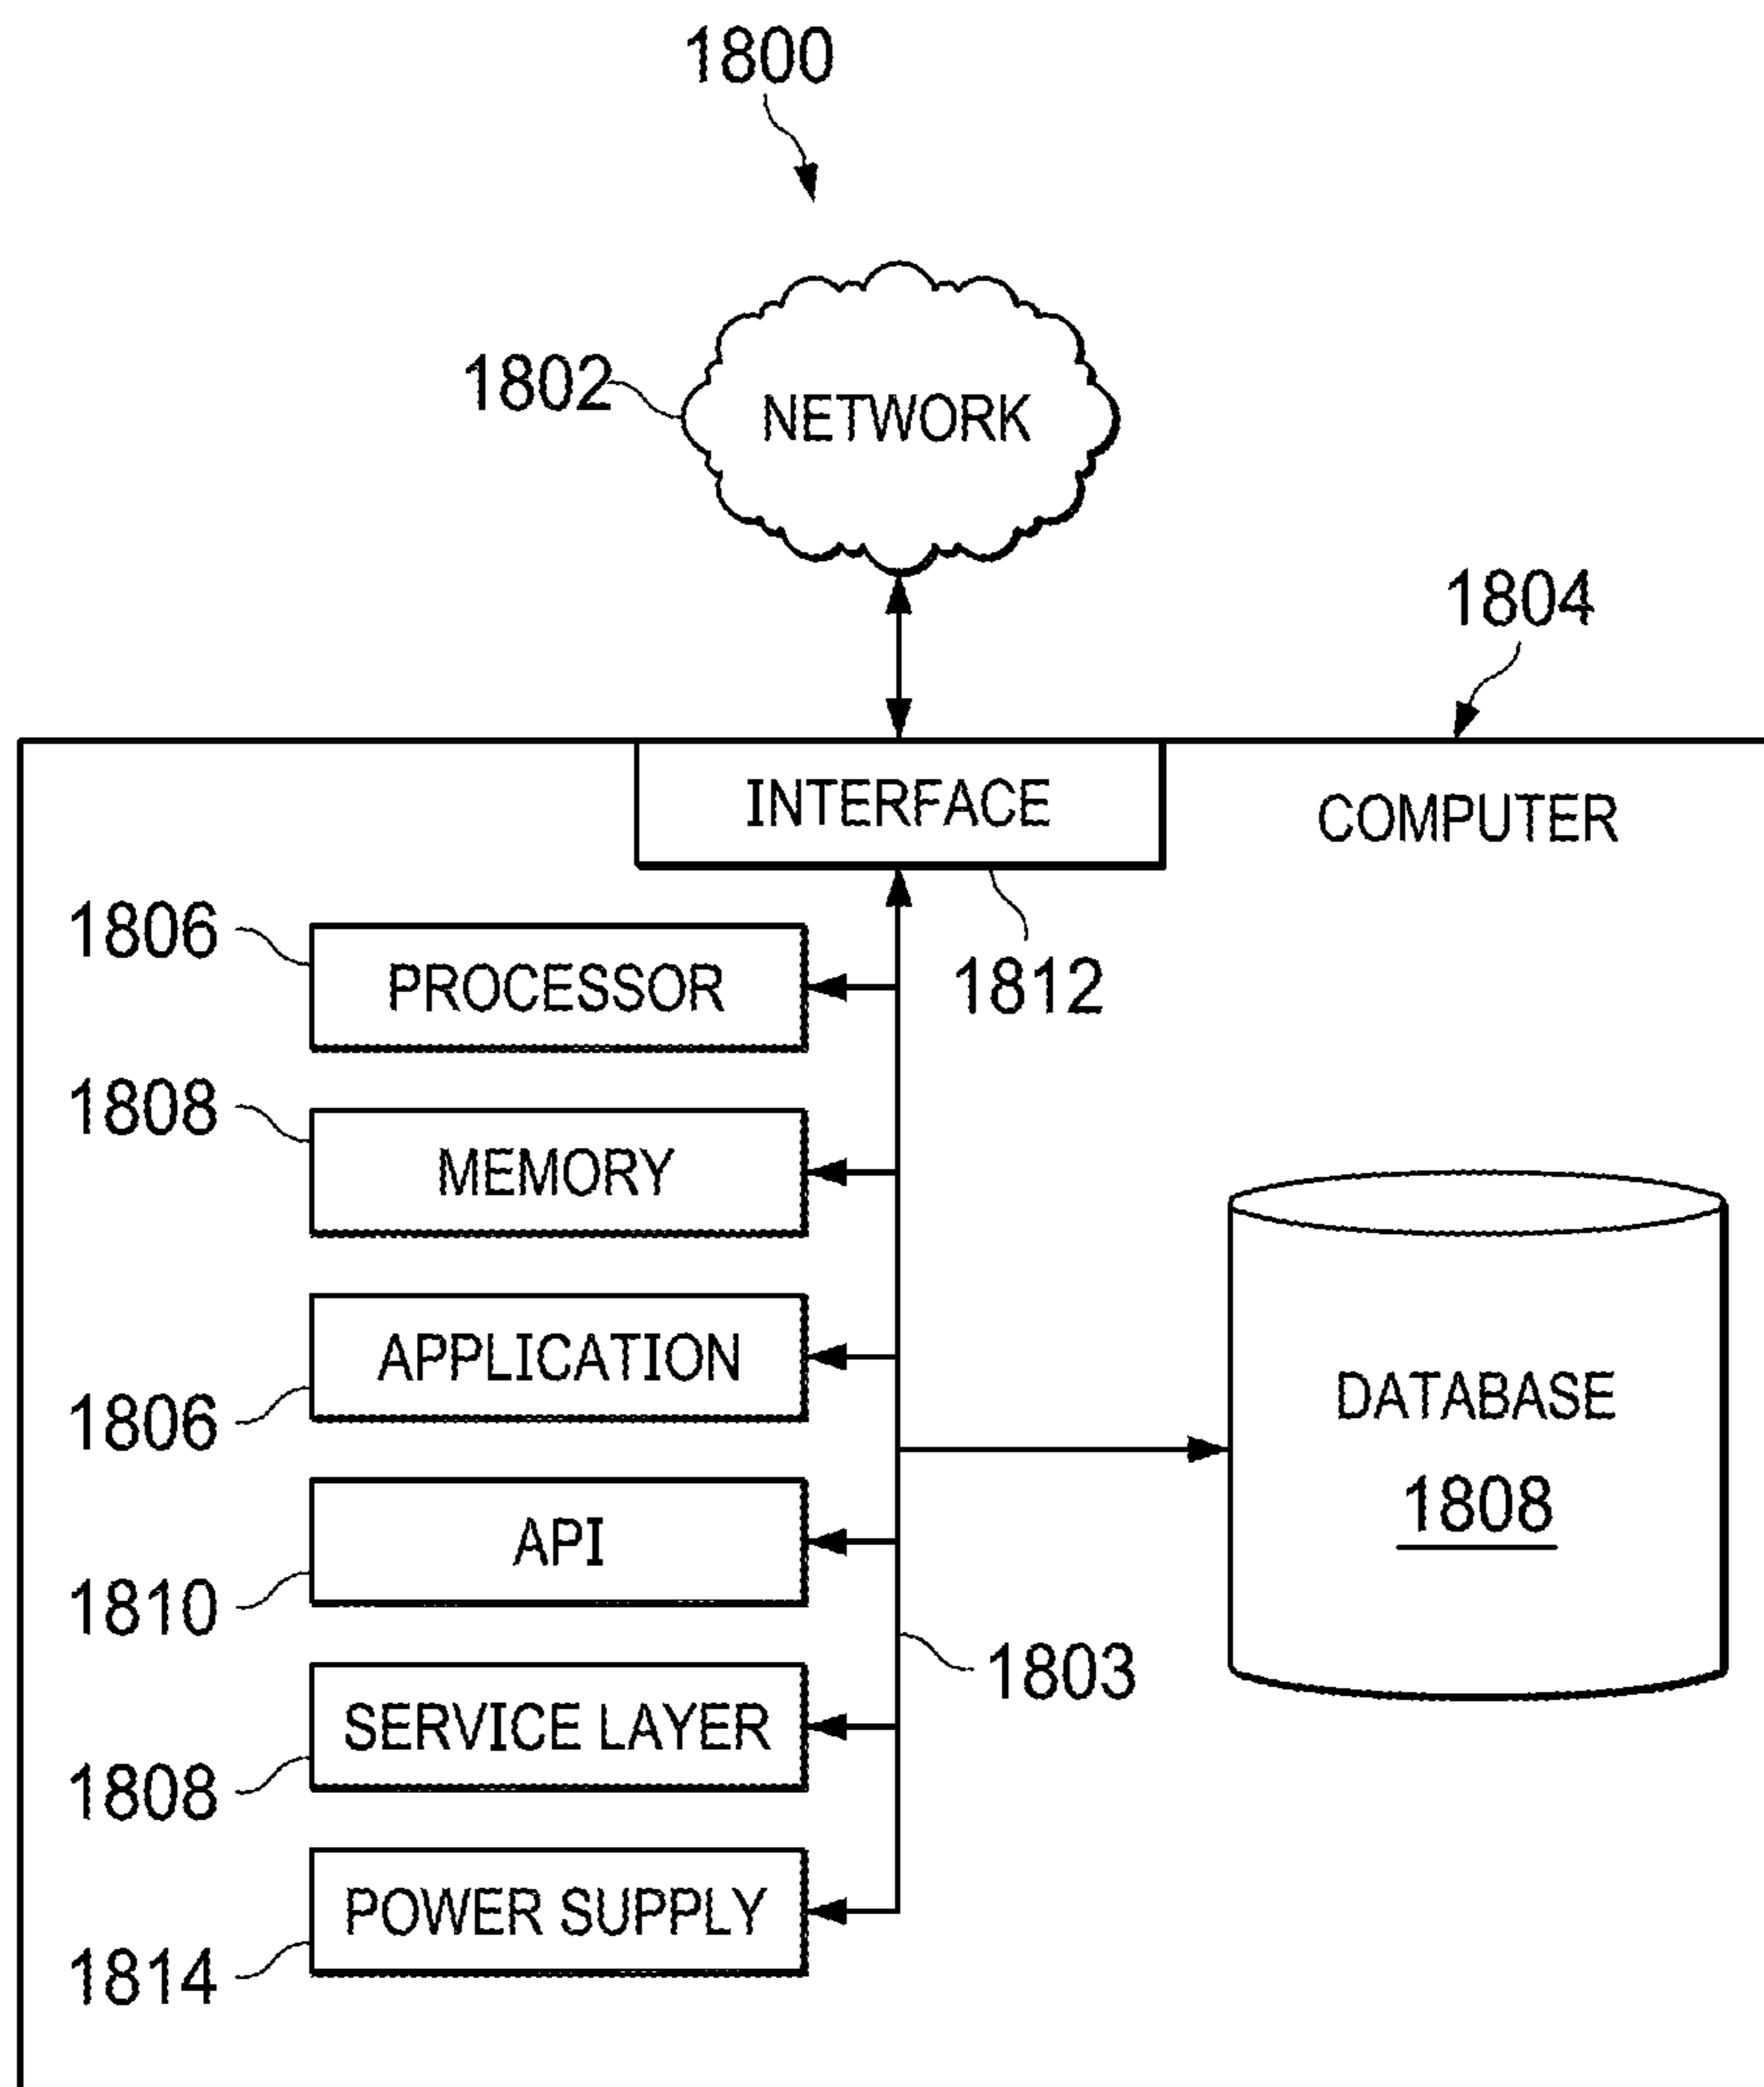 1800
1802
NETWORK
1804
INTERFACE
COMPUTER
1806
PROCESSOR
1812
1808
MEMORY
APPLICATION
1806
DATABASE
1808
API
1810
1803
SERVICE LAYER
1808
POWER SUPPLY
1814